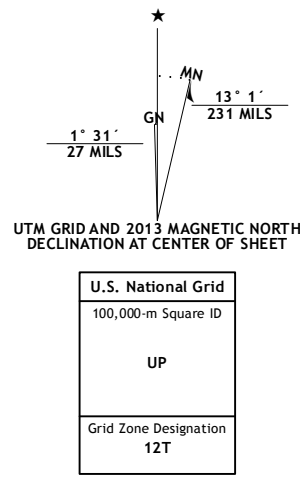 ★
MN
GN
13° 1´
231 MILS
1° 31´
27 MILS
UTM GRID AND 2013 MAGNETIC NORTH
DECLINATION AT CENTER OF SHEET
U.S. National Grid
100,000-m Square ID
UP
Grid Zone Designation
12T